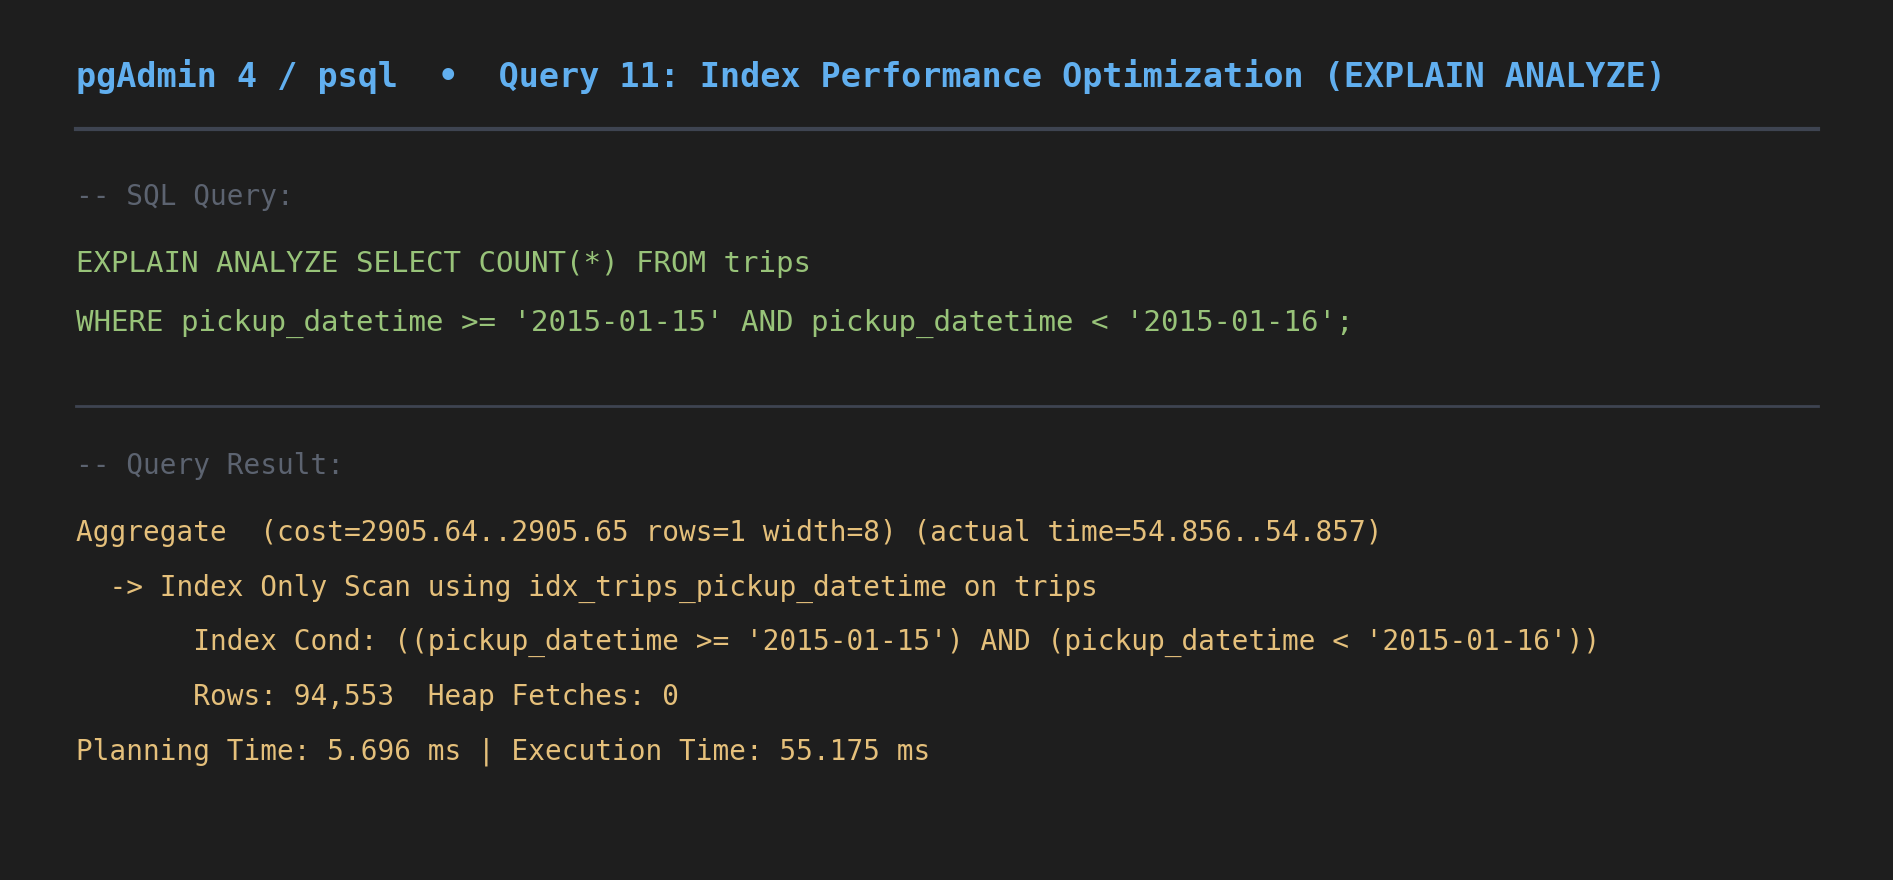 pgAdmin 4 / psql • Query 11: Index Performance Optimization (EXPLAIN ANALYZE)
-- SQL Query:
EXPLAIN ANALYZE SELECT COUNT(*) FROM trips
WHERE pickup_datetime >= '2015-01-15' AND pickup_datetime < '2015-01-16';
-- Query Result:
Aggregate  (cost=2905.64..2905.65 rows=1 width=8) (actual time=54.856..54.857)
  -> Index Only Scan using idx_trips_pickup_datetime on trips
       Index Cond: ((pickup_datetime >= '2015-01-15') AND (pickup_datetime < '2015-01-16'))
       Rows: 94,553  Heap Fetches: 0
Planning Time: 5.696 ms | Execution Time: 55.175 ms